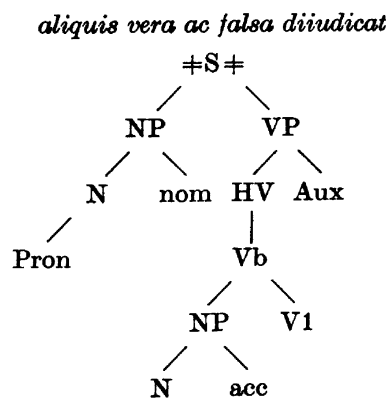 aliquis vera ac falsa diiudicat
+S+
NP VP
N nom HV Aux
Pron Vb
NP V1
N acc